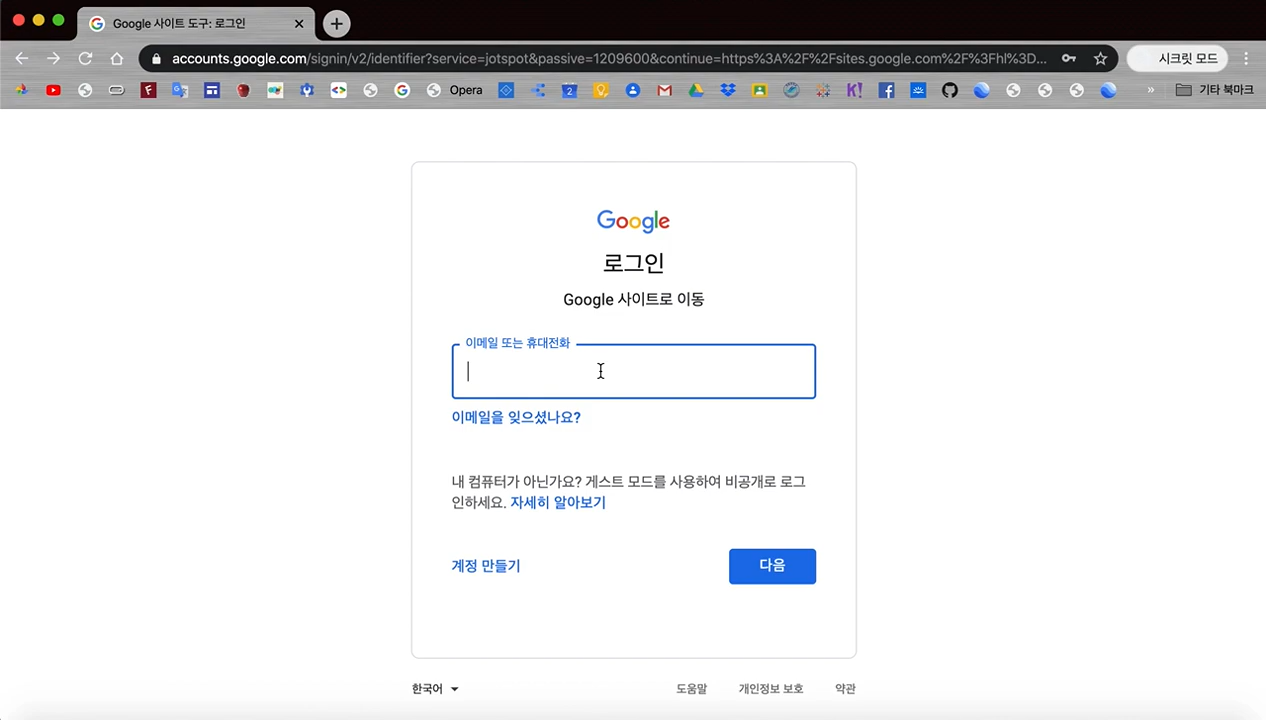 Google 사이트 도구: 로그인
accounts.google.com/signin/v2/identifier?service=jotspot&passive=1209600&continue=https%3A%2F%2Fsites.google.com%2F%3Fhl%3D...
시크릿 모드
Opera
기타 북마크
Google
로그인
Google 사이트로 이동
이메일 또는 휴대전화
이메일을 잊으셨나요?
내 컴퓨터가 아닌가요? 게스트 모드를 사용하여 비공개로 로그
인하세요. 자세히 알아보기
계정 만들기
다음
한국어
도움말
개인정보 보호
약관